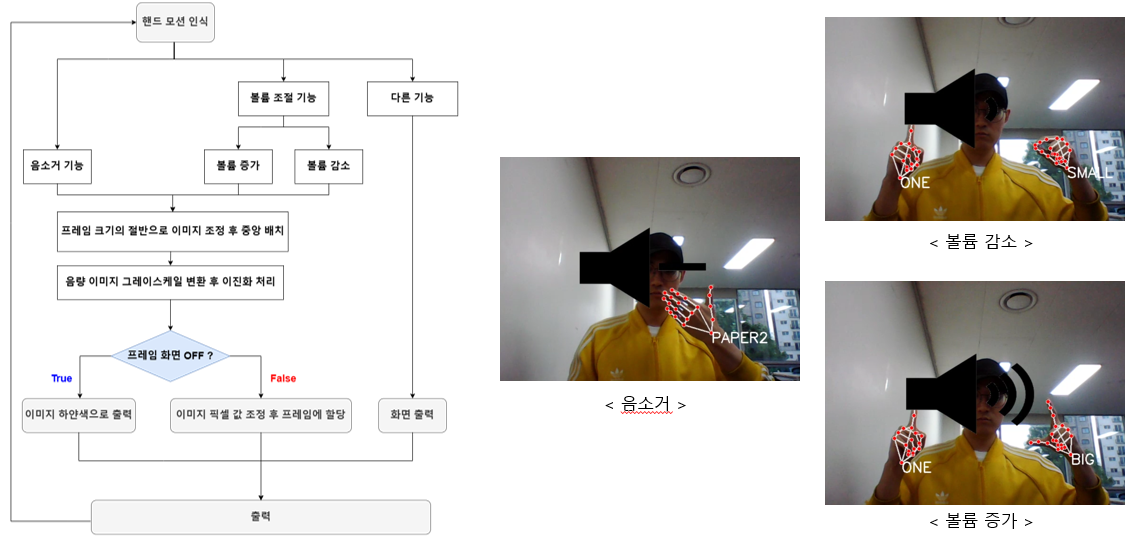 핸드 모션 인식
볼륨 조절 기능
다른 기능
음소거 기능
볼륨 증가
볼륨 감소
프레임 크기의 절반으로 이미지 조정 후 중앙 배치
음량 이미지 그레이스케일 변환 후 이진화 처리
프레임 화면 OFF ?
True
False
이미지 하얀색으로 출력
이미지 픽셀 값 조정 후 프레임에 할당
화면 출력
출력
PAPER2
< 음소거 >
ONE
SMALL
< 볼륨 감소 >
ONE
BIG
< 볼륨 증가 >